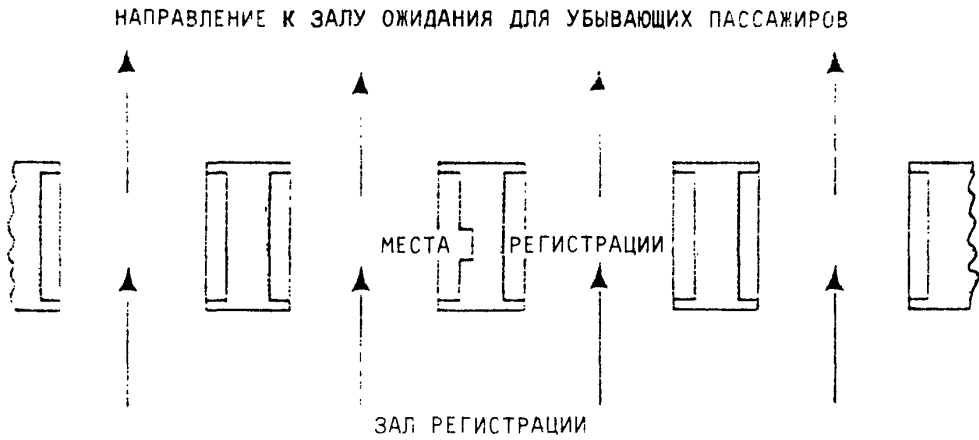 НАПРАВЛЕНИЕ К ЗАЛУ ОЖИДАНИЯ ДЛЯ УБЫВАЮЩИХ ПАССАЖИРОВ
МЕСТА РЕГИСТРАЦИИ
ЗАЛ РЕГИСТРАЦИИ